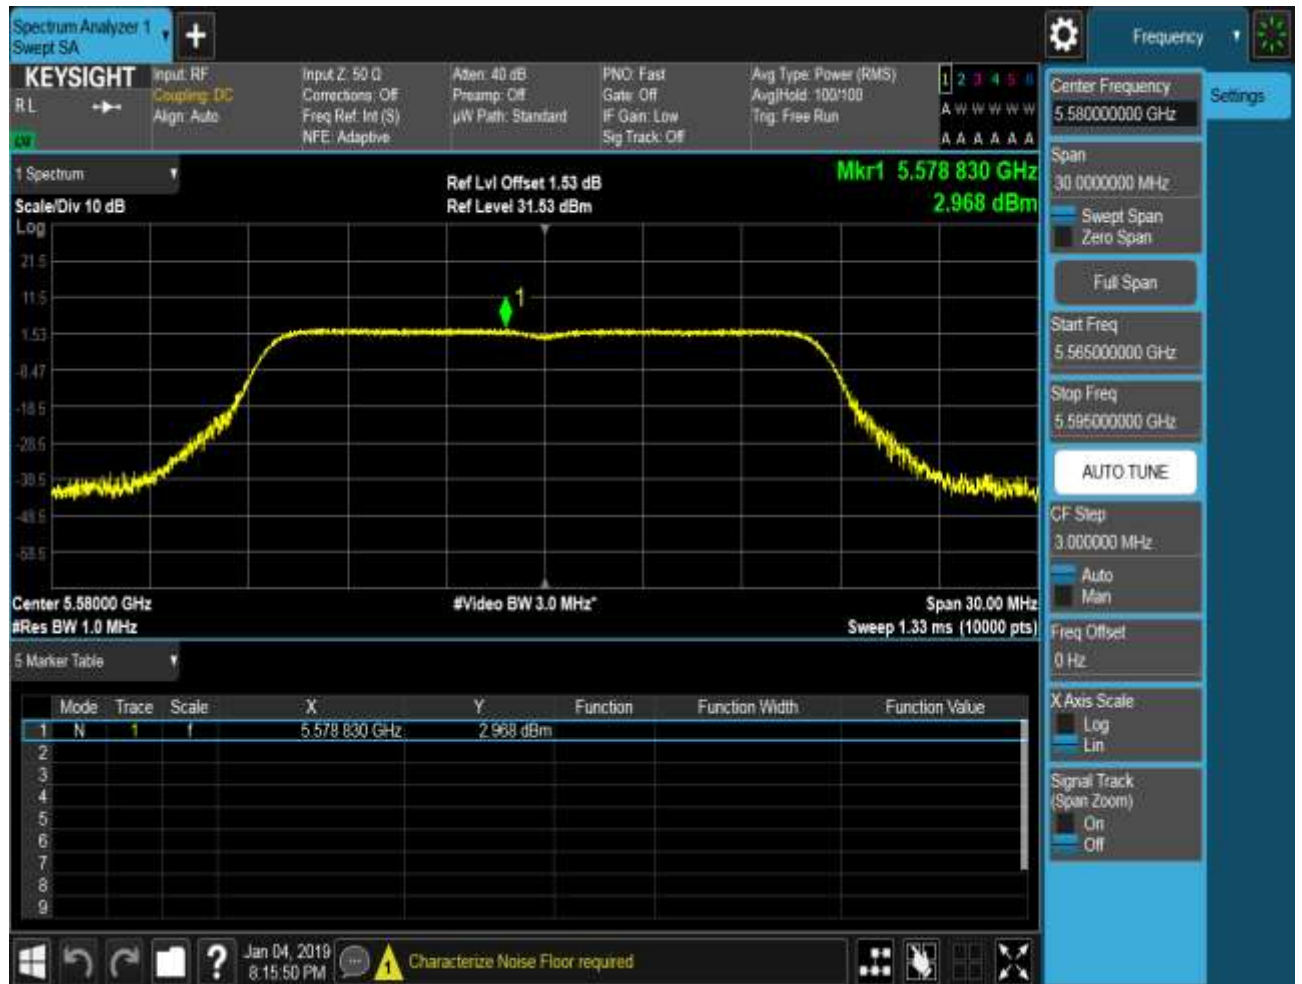 Spectrum Analyzer 1
Swept SA
Frequency
KEYSIGHT
R L
Input: RF
Coupling: DC
Align: Auto
Input Z: 50 Ω
Corrections: Off
Freq Ref: Int (S)
NFE: Adaptive
Atten: 40 dB
Preamp: Off
µW Path: Standard
PNO: Fast
Gate: Off
IF Gain: Low
Sig Track: Off
Avg Type: Power (RMS)
Avg|Hold: 100/100
Trig: Free Run
1 2 3 4 5 6
A W W W W W
A A A A A A
1 Spectrum
Scale/Div 10 dB
Ref Lvl Offset 1.53 dB
Ref Level 31.53 dBm
Mkr1 5.578 830 GHz
2.968 dBm
Log
21.5
11.5
1.53
-8.47
-18.5
-28.5
-38.5
-48.5
-58.5
1
Center 5.58000 GHz
#Res BW 1.0 MHz
#Video BW 3.0 MHz*
Span 30.00 MHz
Sweep 1.33 ms (10000 pts)
5 Marker Table
Mode Trace Scale X Y Function Function Width Function Value
1 N 1 f 5.578 830 GHz 2.968 dBm
2
3
4
5
6
7
8
9
Jan 04, 2019
8:15:50 PM
?
1
Characterize Noise Floor required
Center Frequency
5.580000000 GHz
Settings
Span
30.0000000 MHz
Swept Span
Zero Span
Full Span
Start Freq
5.565000000 GHz
Stop Freq
5.595000000 GHz
AUTO TUNE
CF Step
3.000000 MHz
Auto
Man
Freq Offset
0 Hz
X Axis Scale
Log
Lin
Signal Track
(Span Zoom)
On
Off